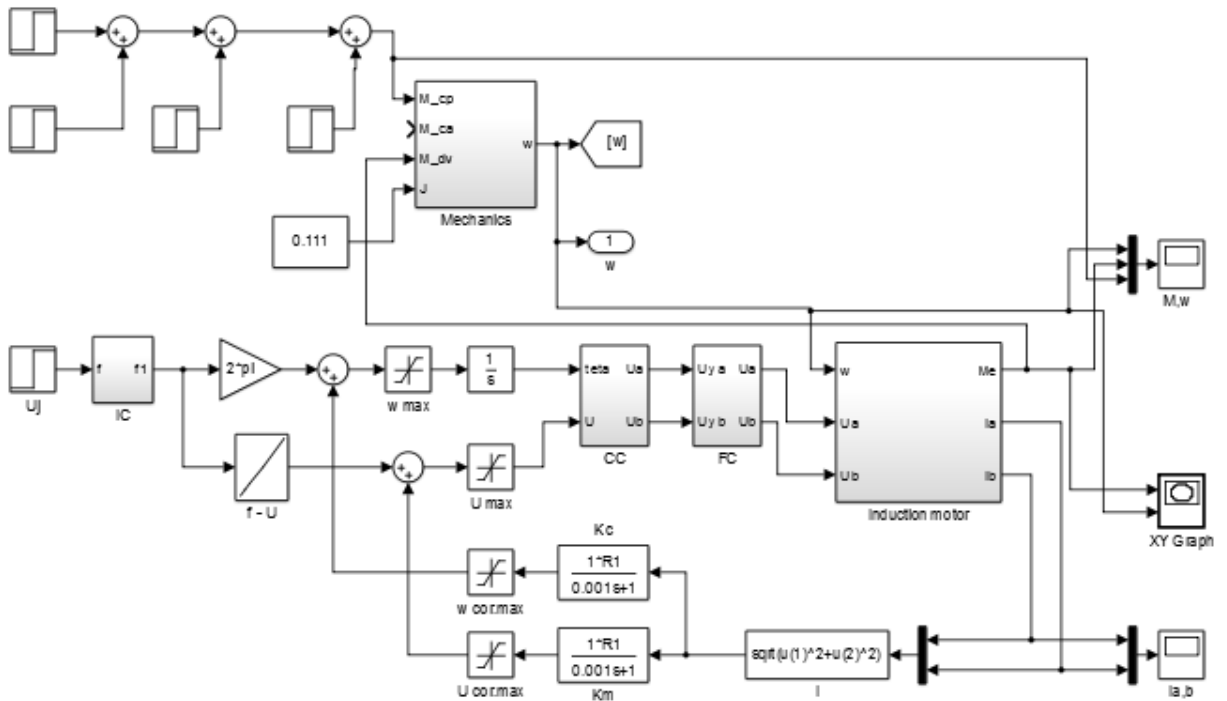 +
+
+
+
+
+
M_cp
M_ca
M_dv
J
w
Mechanics
[w]
0.111
1
w
M,w
Uj
f
f1
IC
2*pi
+
+
w max
1
s
teta
U
Ua
Ub
CC
Uy a
Uy b
Ua
Ub
FC
w
Ua
Ub
Me
Ia
Ib
Induction motor
f - U
+
+
U max
XY Graph
Kc
1*R1
0.001s+1
w cor.max
1*R1
0.001s+1
Km
U cor.max
sqrt(u(1)^2+u(2)^2)
I
Ia,b